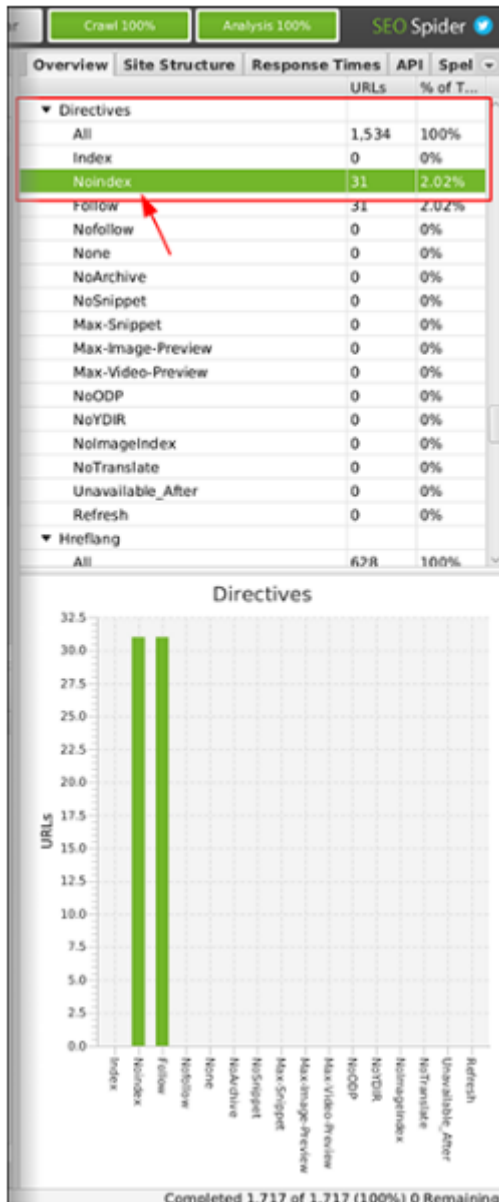 Crawl 100% Analysis 100% SEO Spider
Overview Site Structure Response Times API Spel
URLs % of T...
Directives
All 1,534 100%
Index 0 0%
Noindex 31 2.02%
Follow 31 2.02%
Nofollow 0 0%
None 0 0%
NoArchive 0 0%
NoSnippet 0 0%
Max-Snippet 0 0%
Max-Image-Preview 0 0%
Max-Video-Preview 0 0%
NoODP 0 0%
NoYDIR 0 0%
NoImageIndex 0 0%
NoTranslate 0 0%
Unavailable_After 0 0%
Refresh 0 0%
Hreflang
All 628 100%
Directives
32.5
30.0
27.5
25.0
22.5
20.0
17.5
15.0
12.5
10.0
7.5
5.0
2.5
0.0
URLs
Index
Noindex
Follow
Nofollow
None
NoArchive
NoSnippet
Max-Snippet
Max-Image-Preview
Max-Video-Preview
NoODP
NoYDIR
NoImageIndex
NoTranslate
Unavailable_After
Refresh
Completed 1,717 of 1,717 (100%) 0 Remaining